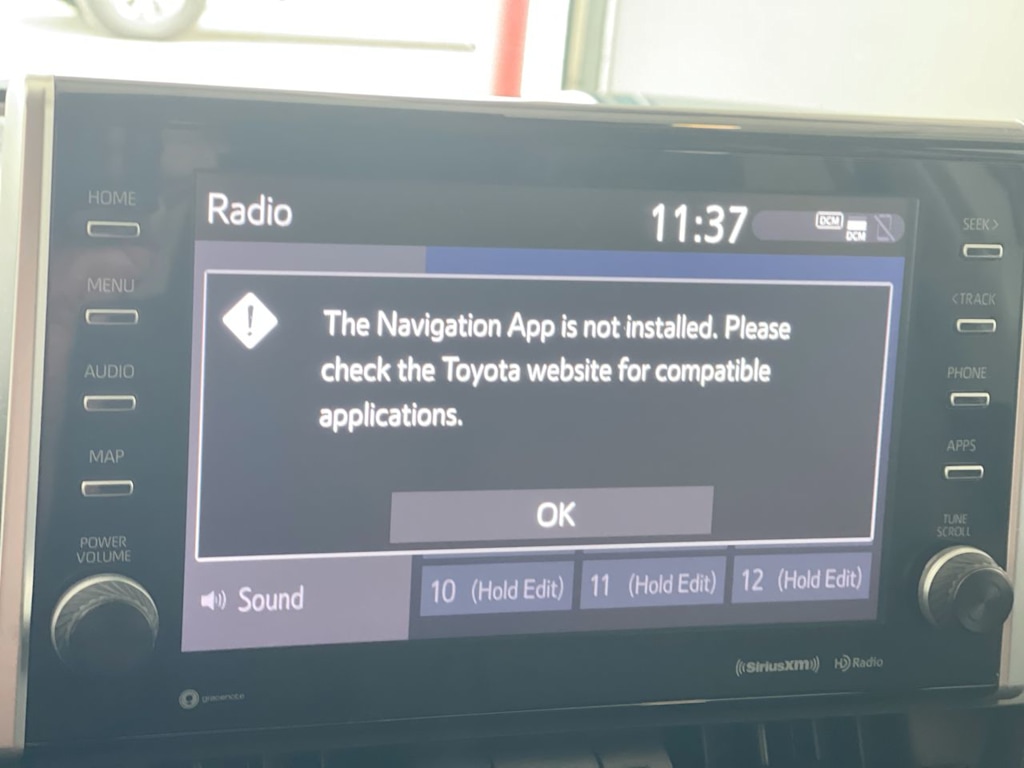 HOME
MENU
AUDIO
MAP
POWER
VOLUME
Radio
11:37
DCM
DCM
!
The Navigation App is not installed. Please
check the Toyota website for compatible
applications.
OK
Sound
10 (Hold Edit)
11 (Hold Edit)
12 (Hold Edit)
SEEK>
<TRACK
PHONE
APPS
TUNE
SCROLL
gracenote
((SiriusXM))
HD Radio